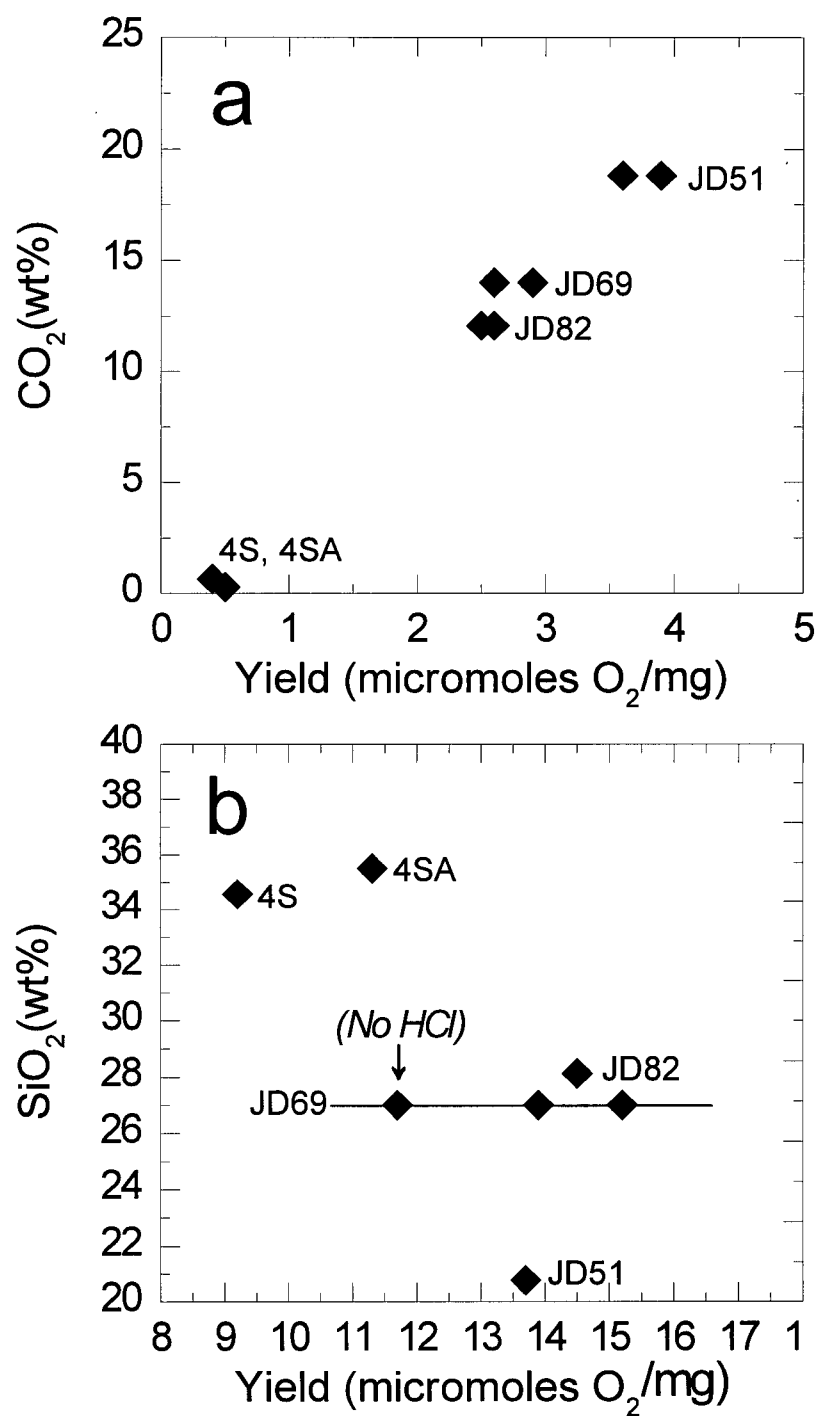 a
25
20
15
10
5
0
CO2(wt%)
JD51
JD69
JD82
4S, 4SA
0 1 2 3 4 5
Yield (micromoles O2/mg)
b
40
38
36
34
32
30
28
26
24
22
20
SiO2(wt%)
4SA
4S
(No HCl)
JD82
JD69
JD51
8 9 10 11 12 13 14 15 16 17 1
Yield (micromoles O2/mg)